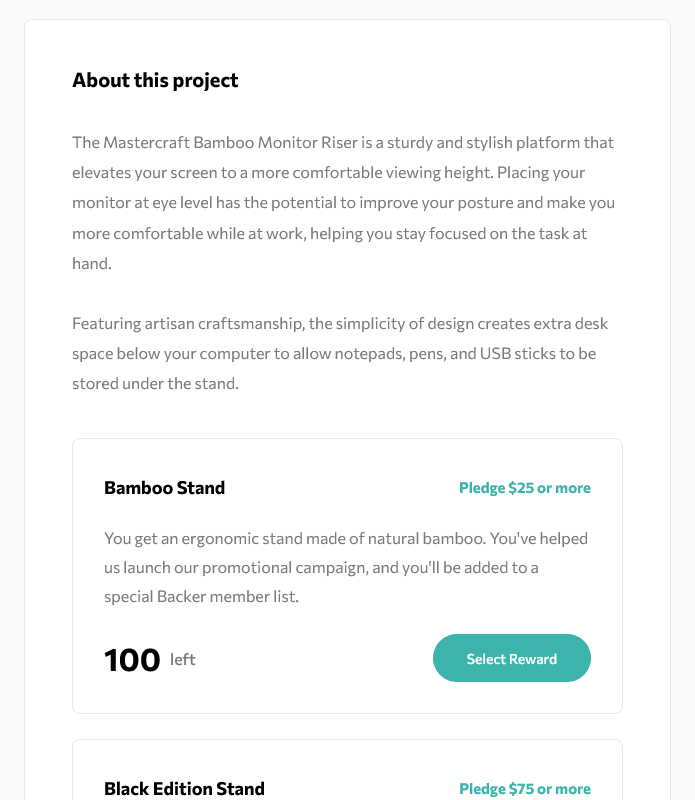 About this project
The Mastercraft Bamboo Monitor Riser is a sturdy and stylish platform that
elevates your screen to a more comfortable viewing height. Placing your
monitor at eye level has the potential to improve your posture and make you
more comfortable while at work, helping you stay focused on the task at
hand.
Featuring artisan craftsmanship, the simplicity of design creates extra desk
space below your computer to allow notepads, pens, and USB sticks to be
stored under the stand.
Bamboo Stand Pledge $25 or more
You get an ergonomic stand made of natural bamboo. You've helped
us launch our promotional campaign, and you'll be added to a
special Backer member list.
100 left Select Reward
Black Edition Stand Pledge $75 or more